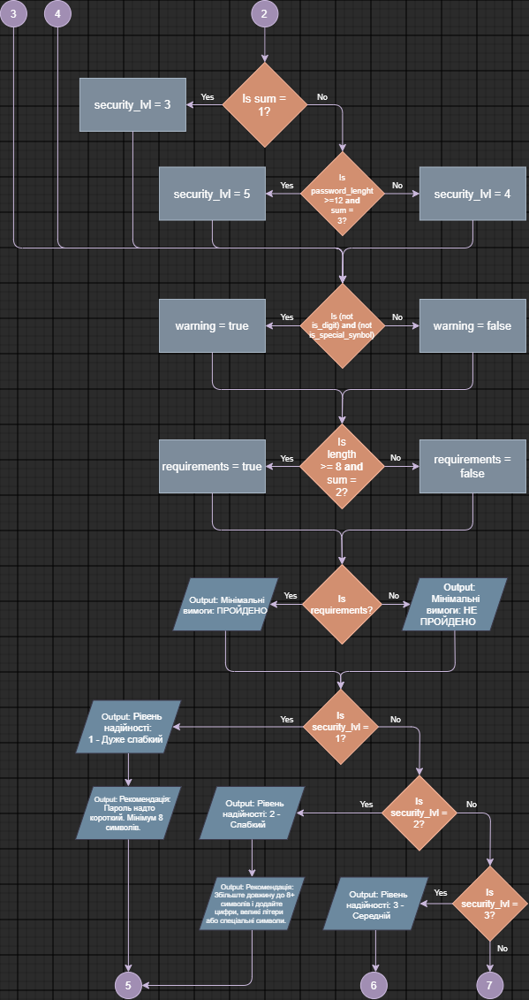 3
4
2
Is sum =
1?
Yes
No
security_lvl = 3
Is
password_lenght
>=12 and
sum =
3?
Yes
No
security_lvl = 5
security_lvl = 4
Is (not
is_digit) and (not
is_special_synbol)
Yes
No
warning = true
warning = false
Is
length
>= 8 and
sum =
2?
Yes
No
requirements = true
requirements =
false
Is
requirements?
Yes
No
Output: Мінімальні
вимоги: ПРОЙДЕНО
Output:
Мінімальні
вимоги: НЕ
ПРОЙДЕНО
Is
security_lvl =
1?
Yes
No
Output: Рівень
надійності:
1 - Дуже слабкий
Output: Рекомендація:
Пароль надто
короткий. Мінімум 8
символів.
Is
security_lvl =
2?
Yes
No
Output: Рівень
надійності: 2 -
Слабкий
Output: Рекомендація:
Збільште довжину до 8+
символів і додайте
цифри, великі літери
або спеціальні символи.
Is
security_lvl =
3?
Yes
No
Output: Рівень
надійності: 3 -
Середній
5
6
7